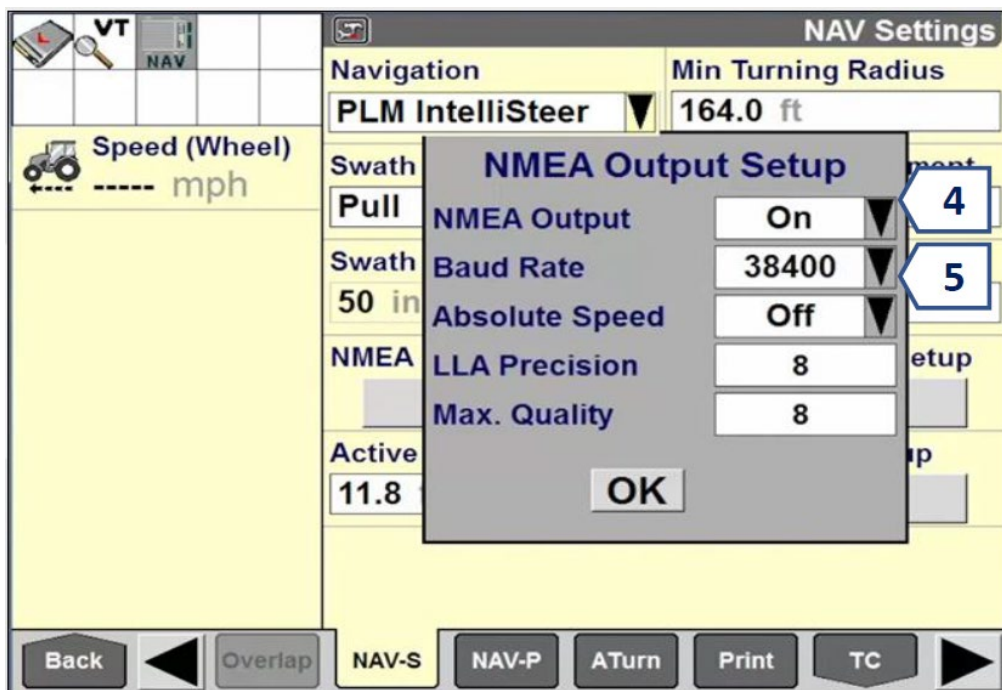 VT
NAV
NAV Settings
Navigation
Min Turning Radius
PLM IntelliSteer
164.0 ft
Speed (Wheel)
----- mph
Swath
Pull
Swath
50 in
NMEA
etup
Active
up
11.8
NMEA Output Setup
NMEA Output
On
4
Baud Rate
38400
5
Absolute Speed
Off
LLA Precision
8
Max. Quality
8
OK
Back
Overlap
NAV-S
NAV-P
ATurn
Print
TC